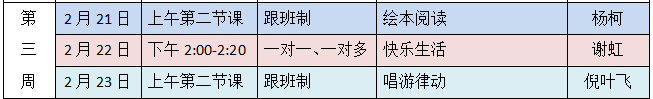 第 2月21日 上午第二节课 跟班制 绘本阅读 杨柯
三 2月22日 下午 2:00-2:20 一对一、一对多 快乐生活 谢虹
周 2月23日 上午第二节课 跟班制 唱游律动 倪叶飞